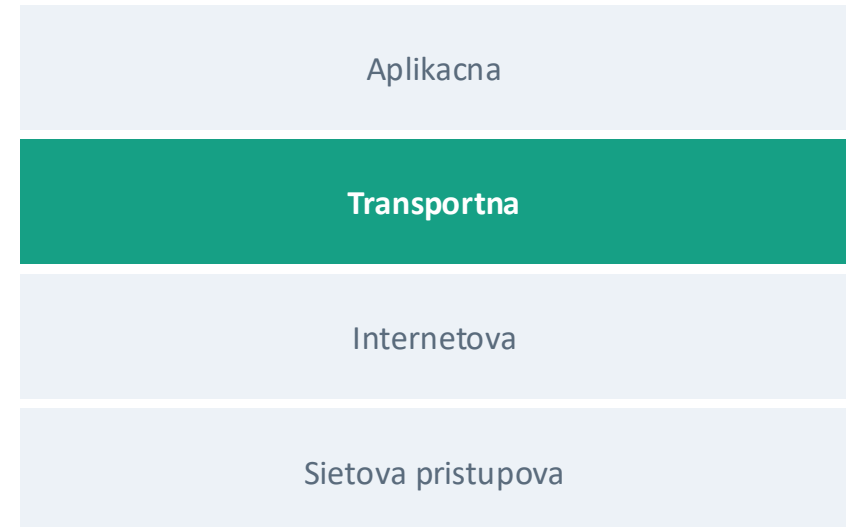 Aplikacna
Transportna
Internetova
Sietova pristupova